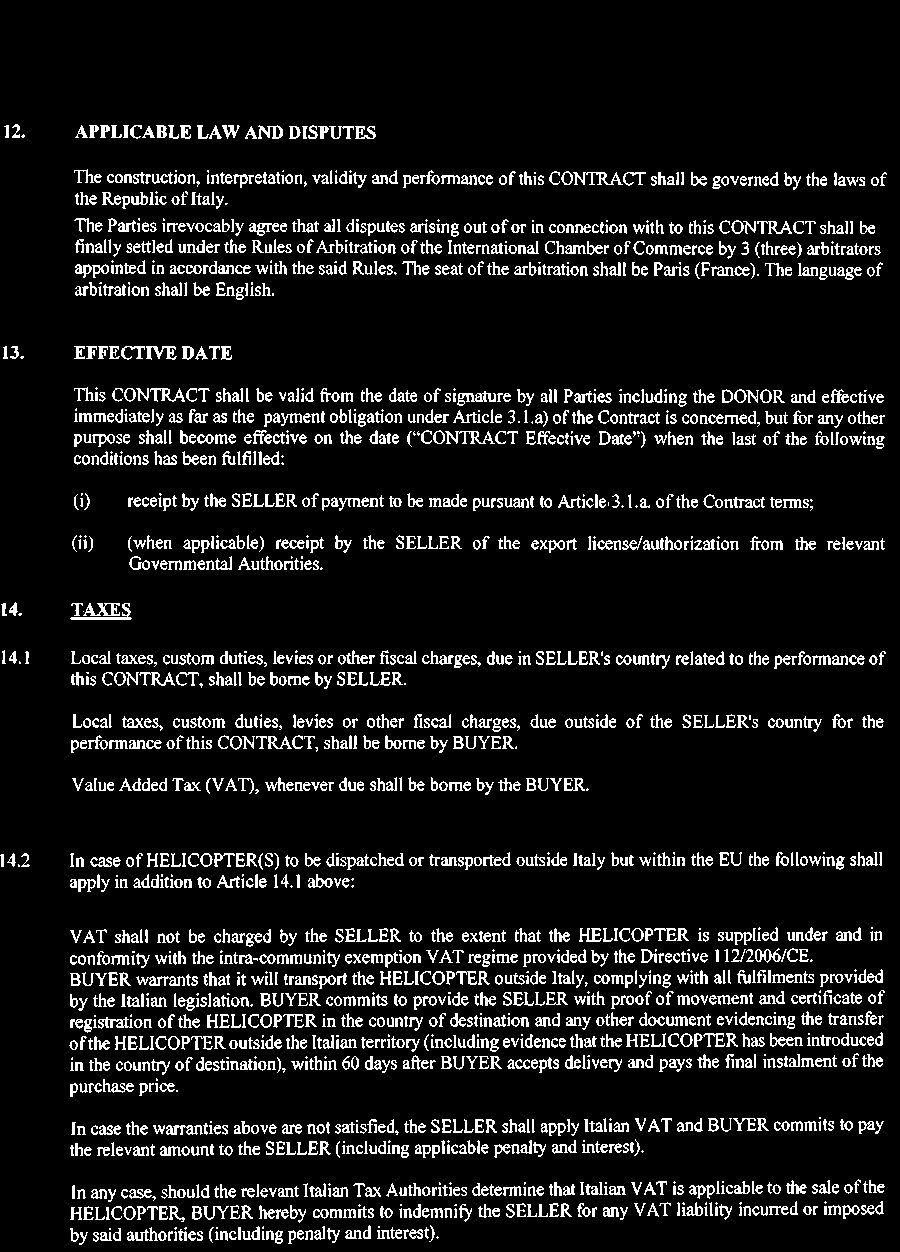 12. APPLICABLE LAW AND DISPUTES
The construction, interpretation, validity and performance of this CONTRACT shall be governed by the laws of
the Republic of Italy.
The Parties irrevocably agree that all disputes arising out of or in connection with to this CONTRACT shall be
finally settled under the Rules of Arbitration of the International Chamber of Commerce by 3 (three) arbitrators
appointed in accordance with the said Rules. The seat of the arbitration shall be Paris (France). The language of
arbitration shall be English.
13. EFFECTIVE DATE
This CONTRACT shall be valid from the date of signature by all Parties including the DONOR and effective
immediately as far as the payment obligation under Article 3.1.a) of the Contract is concerned, but for any other
purpose shall become effective on the date (“CONTRACT Effective Date”) when the last of the following
conditions has been fulfilled:
(i) receipt by the SELLER of payment to be made pursuant to Article 3.1.a. of the Contract terms;
(ii) (when applicable) receipt by the SELLER of the export license/authorization from the relevant
Governmental Authorities.
14. TAXES
14.1 Local taxes, custom duties, levies or other fiscal charges, due in SELLER's country related to the performance of
this CONTRACT, shall be borne by SELLER.
Local taxes, custom duties, levies or other fiscal charges, due outside of the SELLER's country for the
performance of this CONTRACT, shall be borne by BUYER.
Value Added Tax (VAT), whenever due shall be borne by the BUYER.
14.2 In case of HELICOPTER(S) to be dispatched or transported outside Italy but within the EU the following shall
apply in addition to Article 14.1 above:
VAT shall not be charged by the SELLER to the extent that the HELICOPTER is supplied under and in
conformity with the intra-community exemption VAT regime provided by the Directive 112/2006/CE.
BUYER warrants that it will transport the HELICOPTER outside Italy, complying with all fulfilments provided
by the Italian legislation. BUYER commits to provide the SELLER with proof of movement and certificate of
registration of the HELICOPTER in the country of destination and any other document evidencing the transfer
of the HELICOPTER outside the Italian territory (including evidence that the HELICOPTER has been introduced
in the country of destination), within 60 days after BUYER accepts delivery and pays the final instalment of the
purchase price.
In case the warranties above are not satisfied, the SELLER shall apply Italian VAT and BUYER commits to pay
the relevant amount to the SELLER (including applicable penalty and interest).
In any case, should the relevant Italian Tax Authorities determine that Italian VAT is applicable to the sale of the
HELICOPTER, BUYER hereby commits to indemnify the SELLER for any VAT liability incurred or imposed
by said authorities (including penalty and interest).